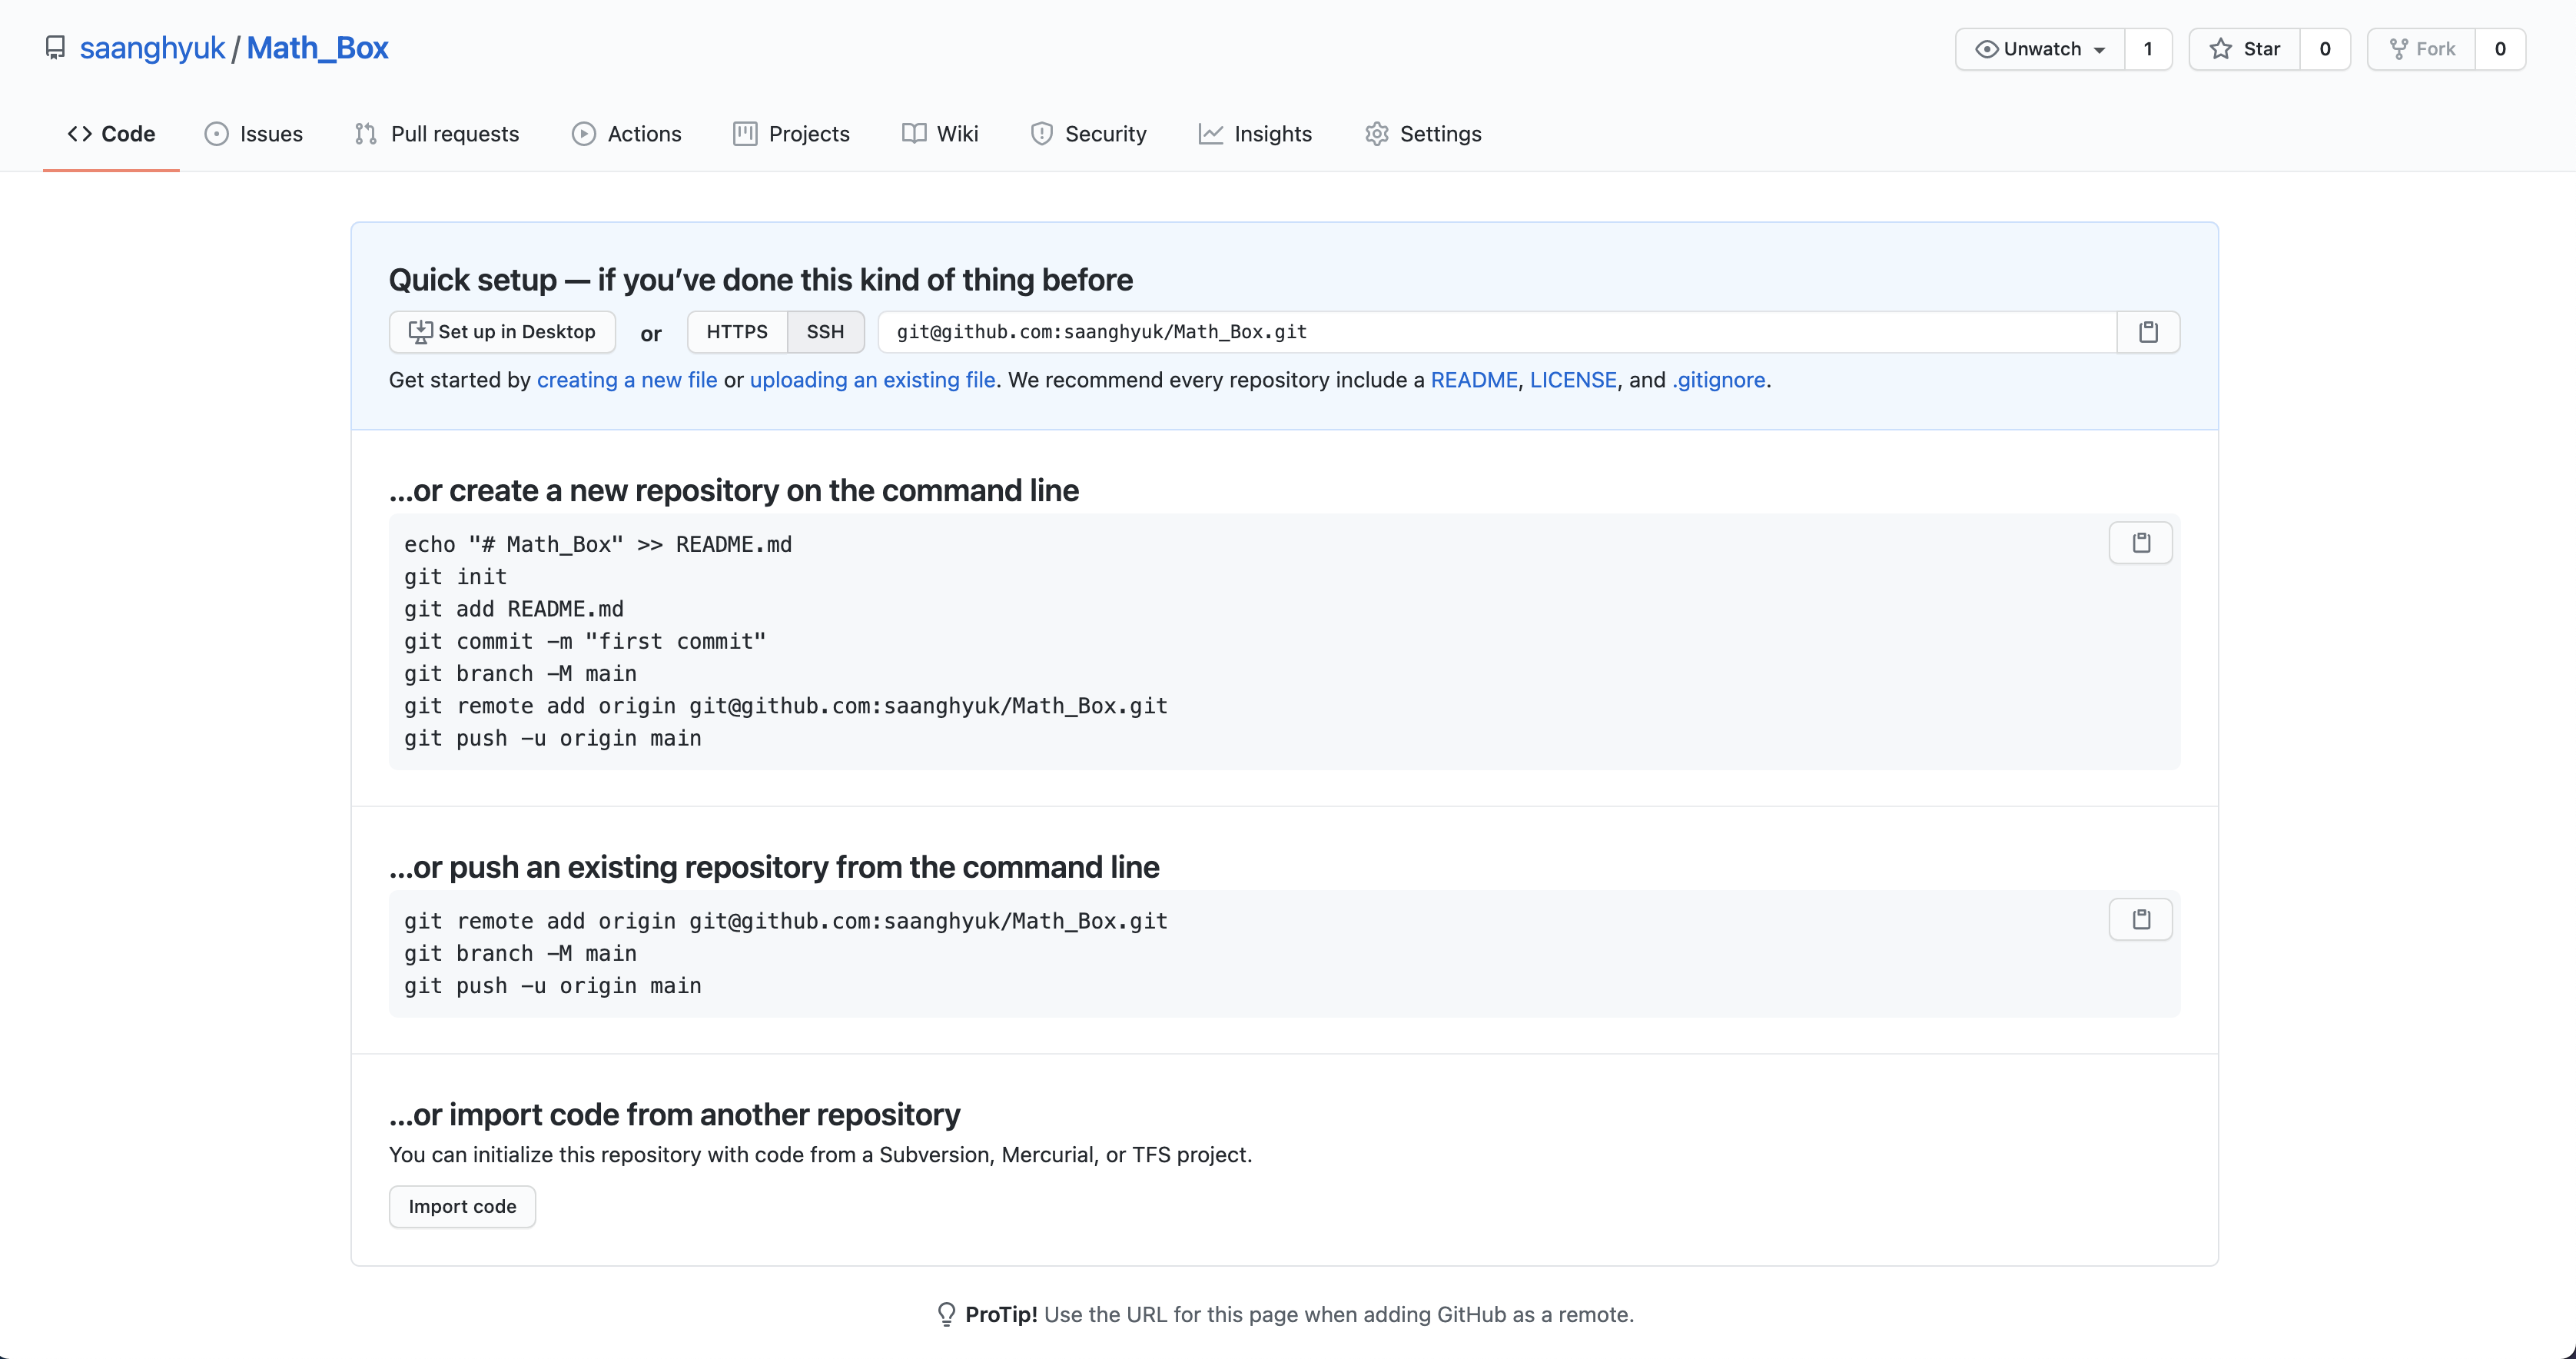 saanghyuk / Math_Box
Unwatch 1 Star 0 Fork 0
Code Issues Pull requests Actions Projects Wiki Security Insights Settings
Quick setup — if you’ve done this kind of thing before
Set up in Desktop or HTTPS SSH git@github.com:saanghyuk/Math_Box.git
Get started by creating a new file or uploading an existing file. We recommend every repository include a README, LICENSE, and .gitignore.
…or create a new repository on the command line
echo "# Math_Box" >> README.md
git init
git add README.md
git commit -m "first commit"
git branch -M main
git remote add origin git@github.com:saanghyuk/Math_Box.git
git push -u origin main
…or push an existing repository from the command line
git remote add origin git@github.com:saanghyuk/Math_Box.git
git branch -M main
git push -u origin main
…or import code from another repository
You can initialize this repository with code from a Subversion, Mercurial, or TFS project.
Import code
ProTip! Use the URL for this page when adding GitHub as a remote.